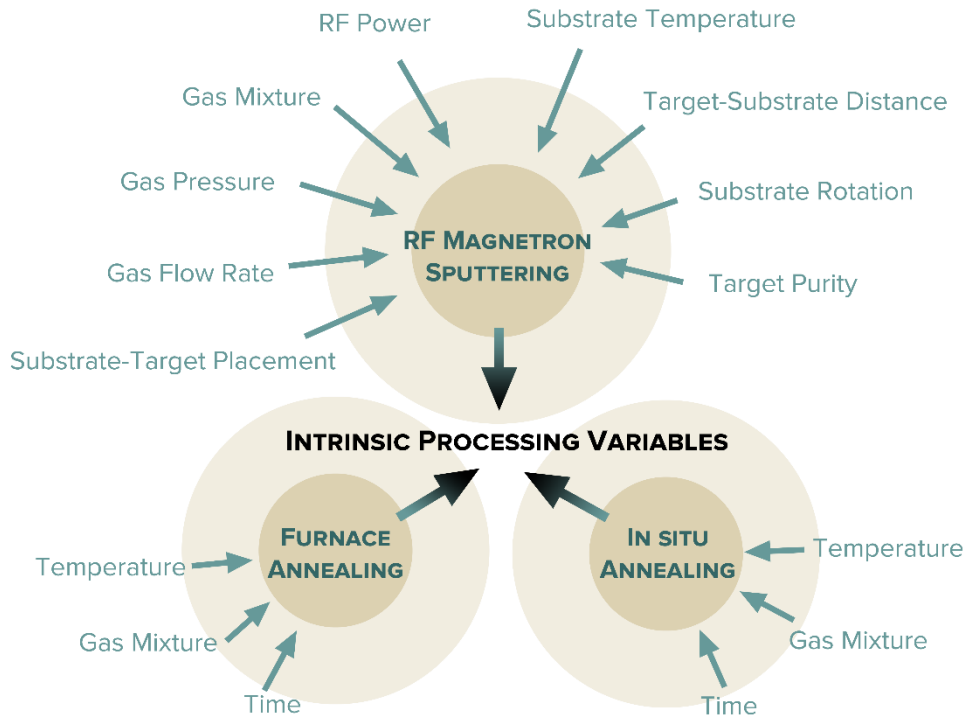 RF Power
Substrate Temperature
Gas Mixture
Target-Substrate Distance
Gas Pressure
Substrate Rotation
RF MAGNETRON
SPUTTERING
Gas Flow Rate
Target Purity
Substrate-Target Placement
INTRINSIC PROCESSING VARIABLES
FURNACE
ANNEALING
IN SITU
ANNEALING
Temperature
Temperature
Gas Mixture
Gas Mixture
Time
Time